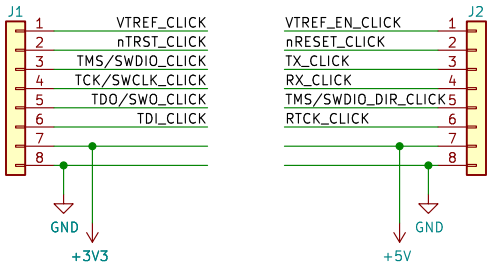 J1
1 VTREF_CLICK
2 nTRST_CLICK
3 TMS/SWDIO_CLICK
4 TCK/SWCLK_CLICK
5 TDO/SWO_CLICK
6 TDI_CLICK
7
8
GND
+3V3
J2
VTREF_EN_CLICK 1
nRESET_CLICK 2
TX_CLICK 3
RX_CLICK 4
TMS/SWDIO_DIR_CLICK 5
RTCK_CLICK 6
7
8
GND
+5V